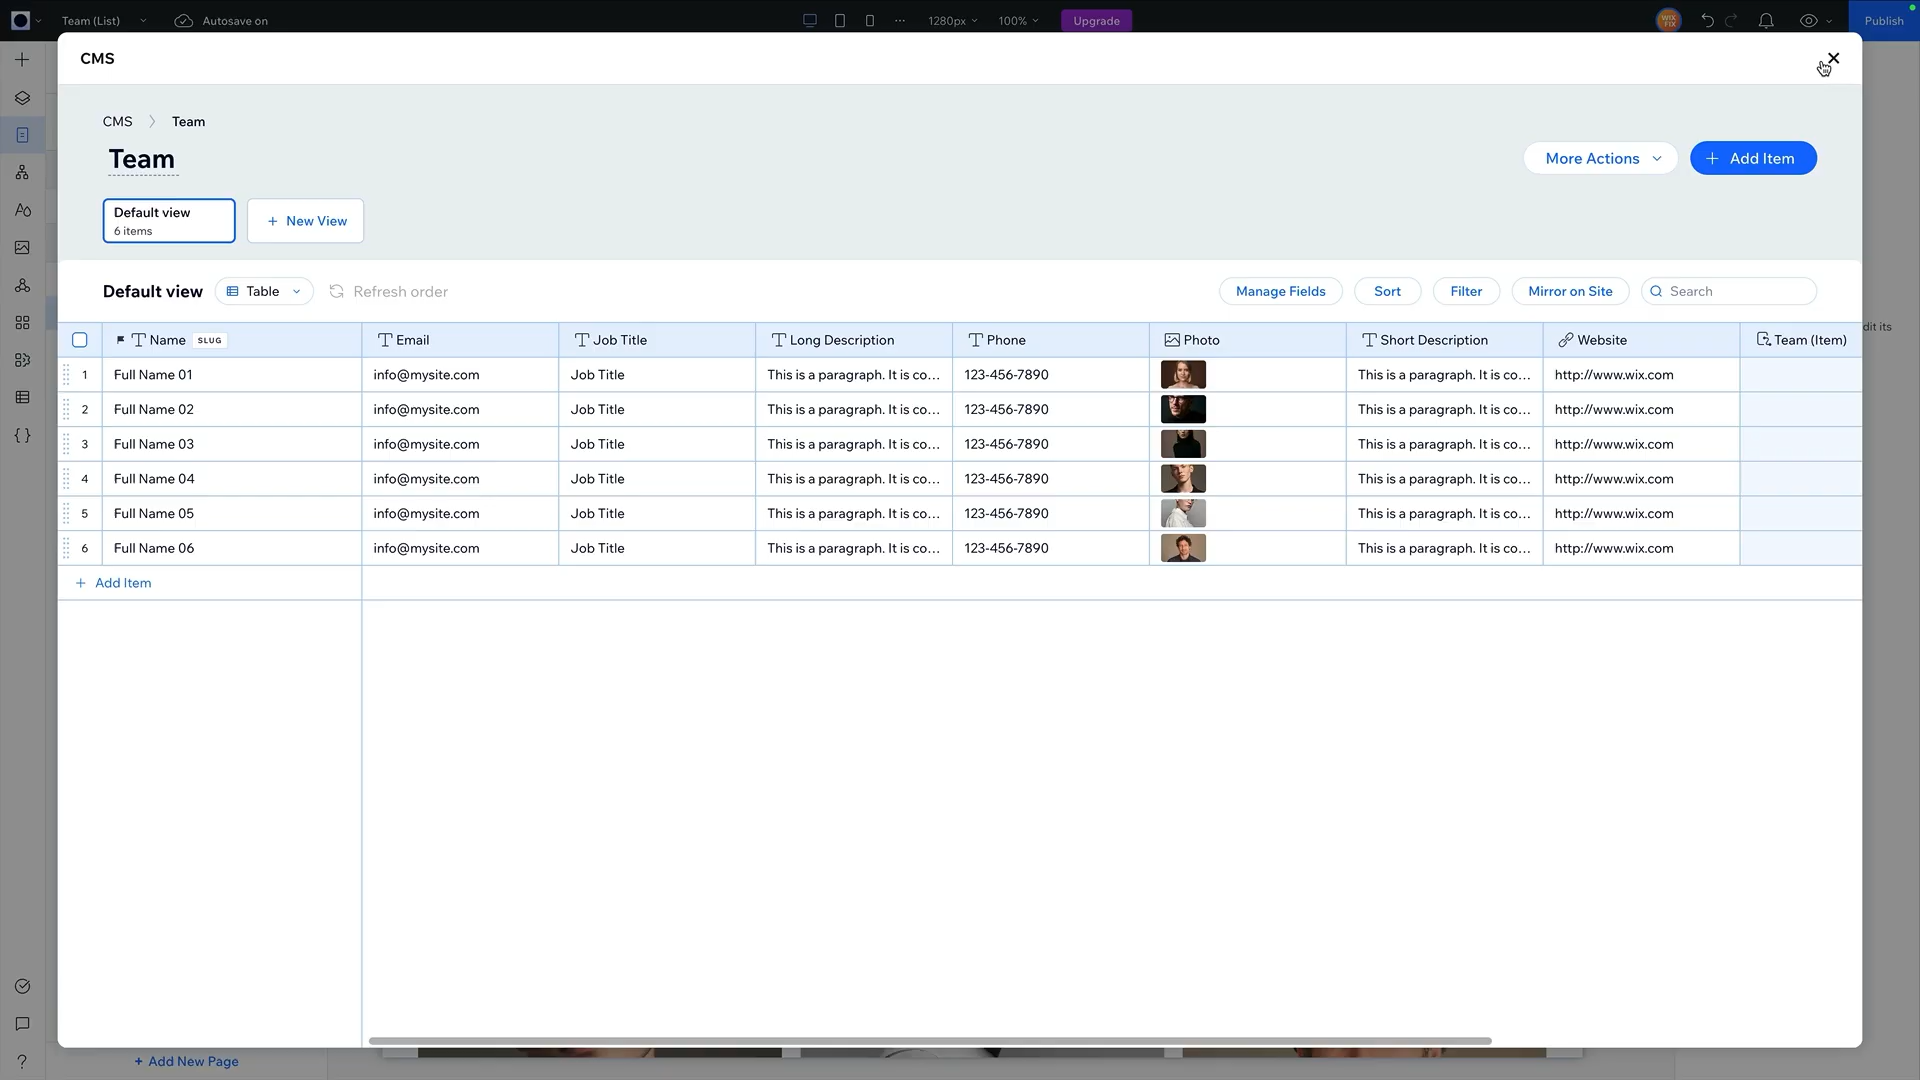 Team (List)
Autosave on
1280px
100%
Upgrade
WIX
FIX
Publish
CMS
CMS
Team
Team
More Actions
+ Add Item
Default view
6 items
+ New View
Default view
Table
Refresh order
Manage Fields
Sort
Filter
Mirror on Site
Search
dit its
Name SLUG Email Job Title Long Description Phone Photo Short Description Website Team (Item)
1 Full Name 01 info@mysite.com Job Title This is a paragraph. It is co... 123-456-7890 This is a paragraph. It is co... http://www.wix.com
2 Full Name 02 info@mysite.com Job Title This is a paragraph. It is co... 123-456-7890 This is a paragraph. It is co... http://www.wix.com
3 Full Name 03 info@mysite.com Job Title This is a paragraph. It is co... 123-456-7890 This is a paragraph. It is co... http://www.wix.com
4 Full Name 04 info@mysite.com Job Title This is a paragraph. It is co... 123-456-7890 This is a paragraph. It is co... http://www.wix.com
5 Full Name 05 info@mysite.com Job Title This is a paragraph. It is co... 123-456-7890 This is a paragraph. It is co... http://www.wix.com
6 Full Name 06 info@mysite.com Job Title This is a paragraph. It is co... 123-456-7890 This is a paragraph. It is co... http://www.wix.com
+ Add Item
+ Add New Page